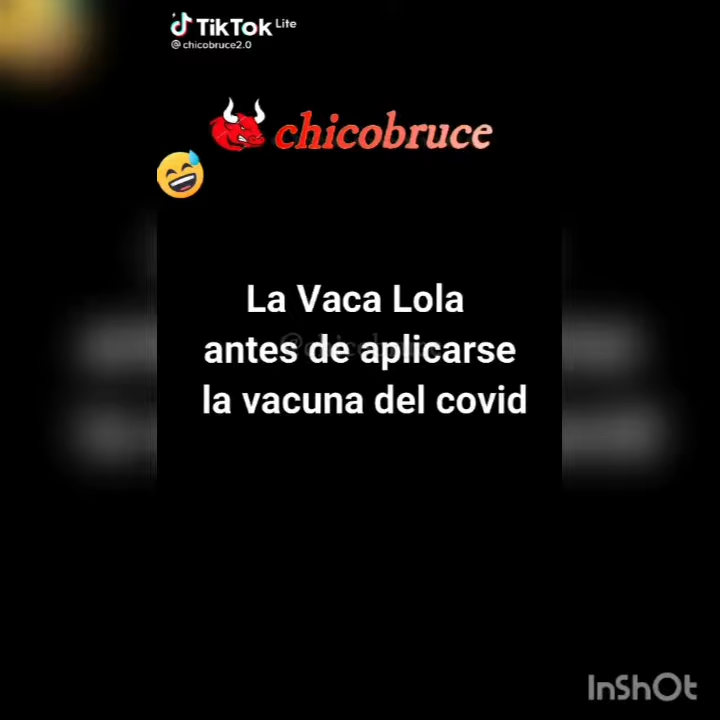 TikTok Lite
@chicobruce2.0
chicobruce
La Vaca Lola
antes de aplicarse
la vacuna del covid
InShOt